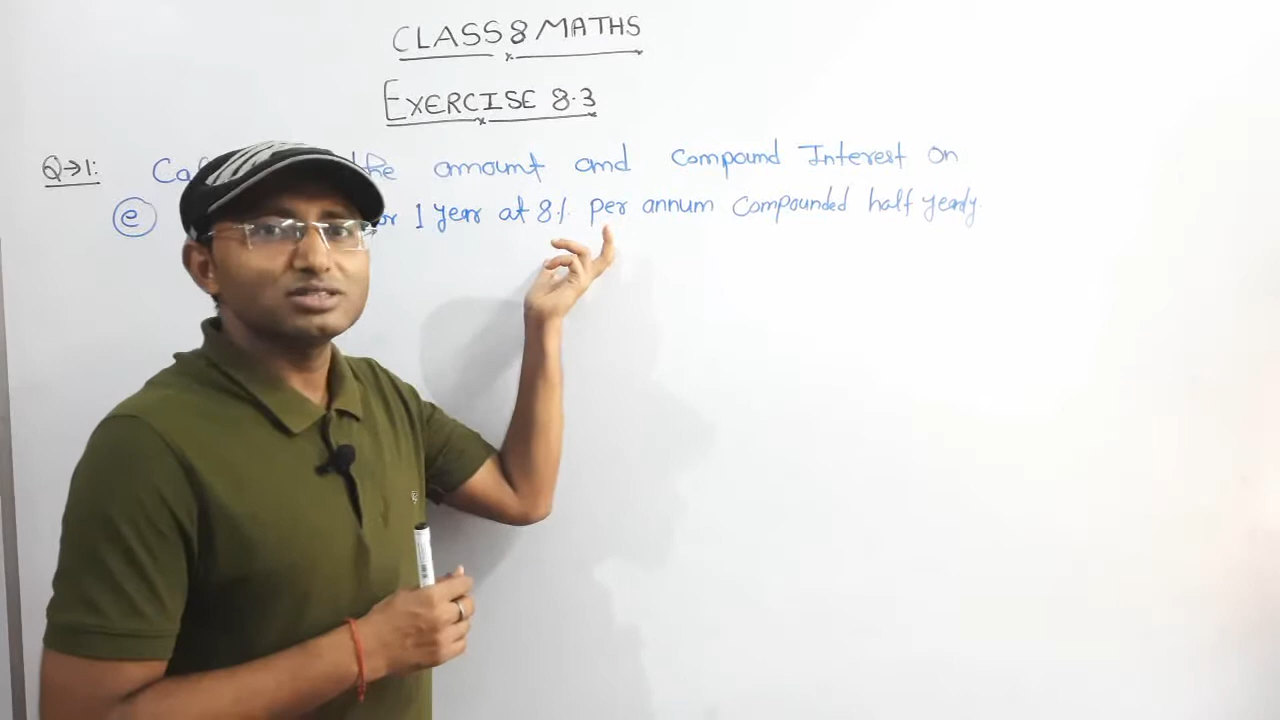 CLASS 8 MATHS
EXERCISE 8.3
Q→1: the amount and Compound Interest on
e 1 year at 8% per annum Compounded half yearly.